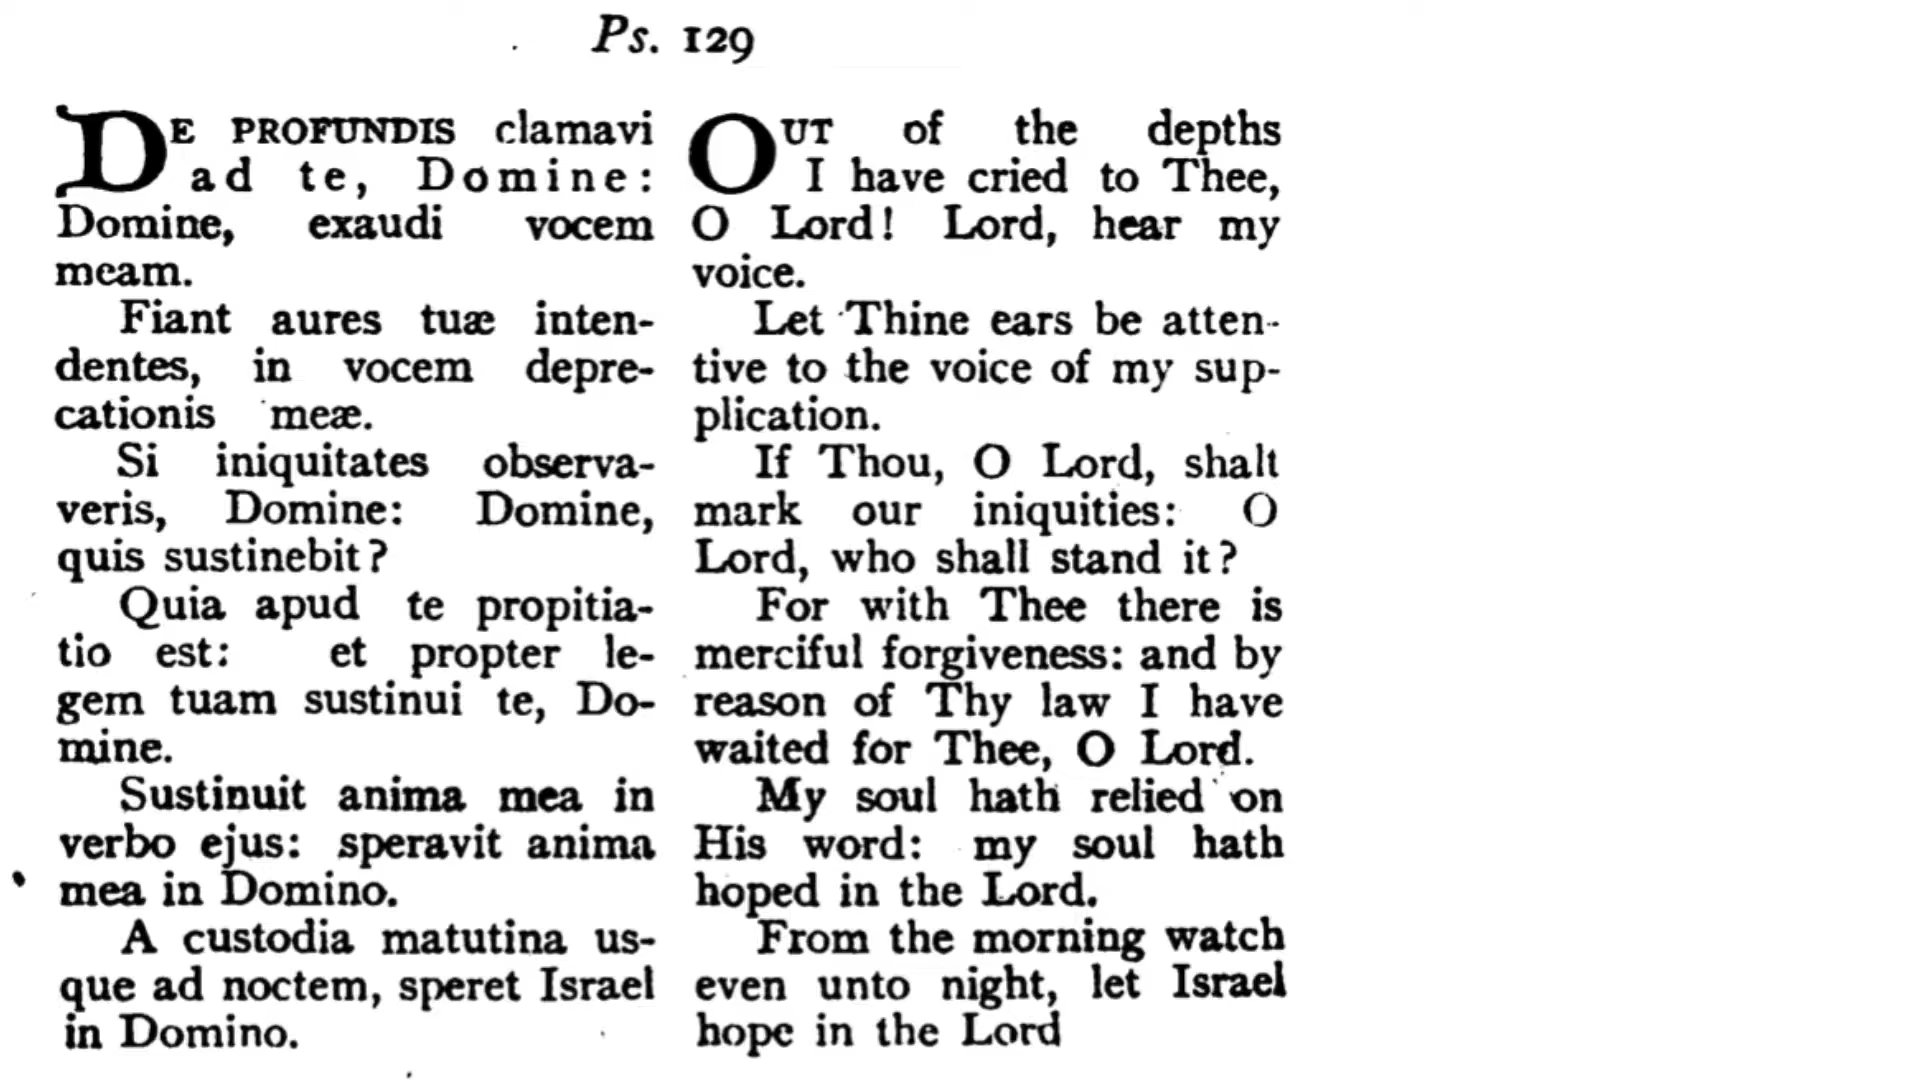 Ps. 129
DE PROFUNDIS clamavi
ad te, Domine:
Domine, exaudi vocem
meam.
Fiant aures tuæ inten-
dentes, in vocem depre-
cationis meæ.
Si iniquitates observa-
veris, Domine: Domine,
quis sustinebit?
Quia apud te propitia-
tio est: et propter le-
gem tuam sustinui te, Do-
mine.
Sustinuit anima mea in
verbo ejus: speravit anima
mea in Domino.
A custodia matutina us-
que ad noctem, speret Israel
in Domino.
OUT of the depths
I have cried to Thee,
O Lord! Lord, hear my
voice.
Let Thine ears be atten-
tive to the voice of my sup-
plication.
If Thou, O Lord, shalt
mark our iniquities: O
Lord, who shall stand it?
For with Thee there is
merciful forgiveness: and by
reason of Thy law I have
waited for Thee, O Lord.
My soul hath relied on
His word: my soul hath
hoped in the Lord.
From the morning watch
even unto night, let Israel
hope in the Lord